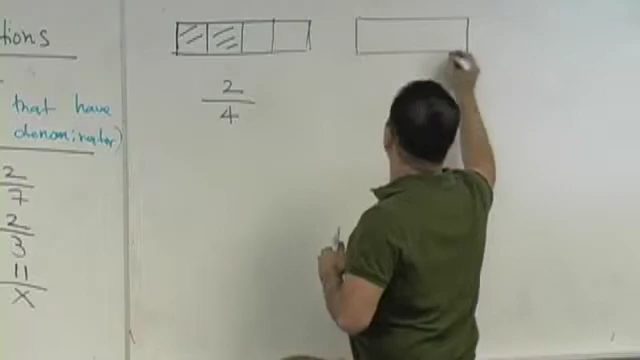 tions
that have
denominator)
2/7
2/3
11/x
2/4